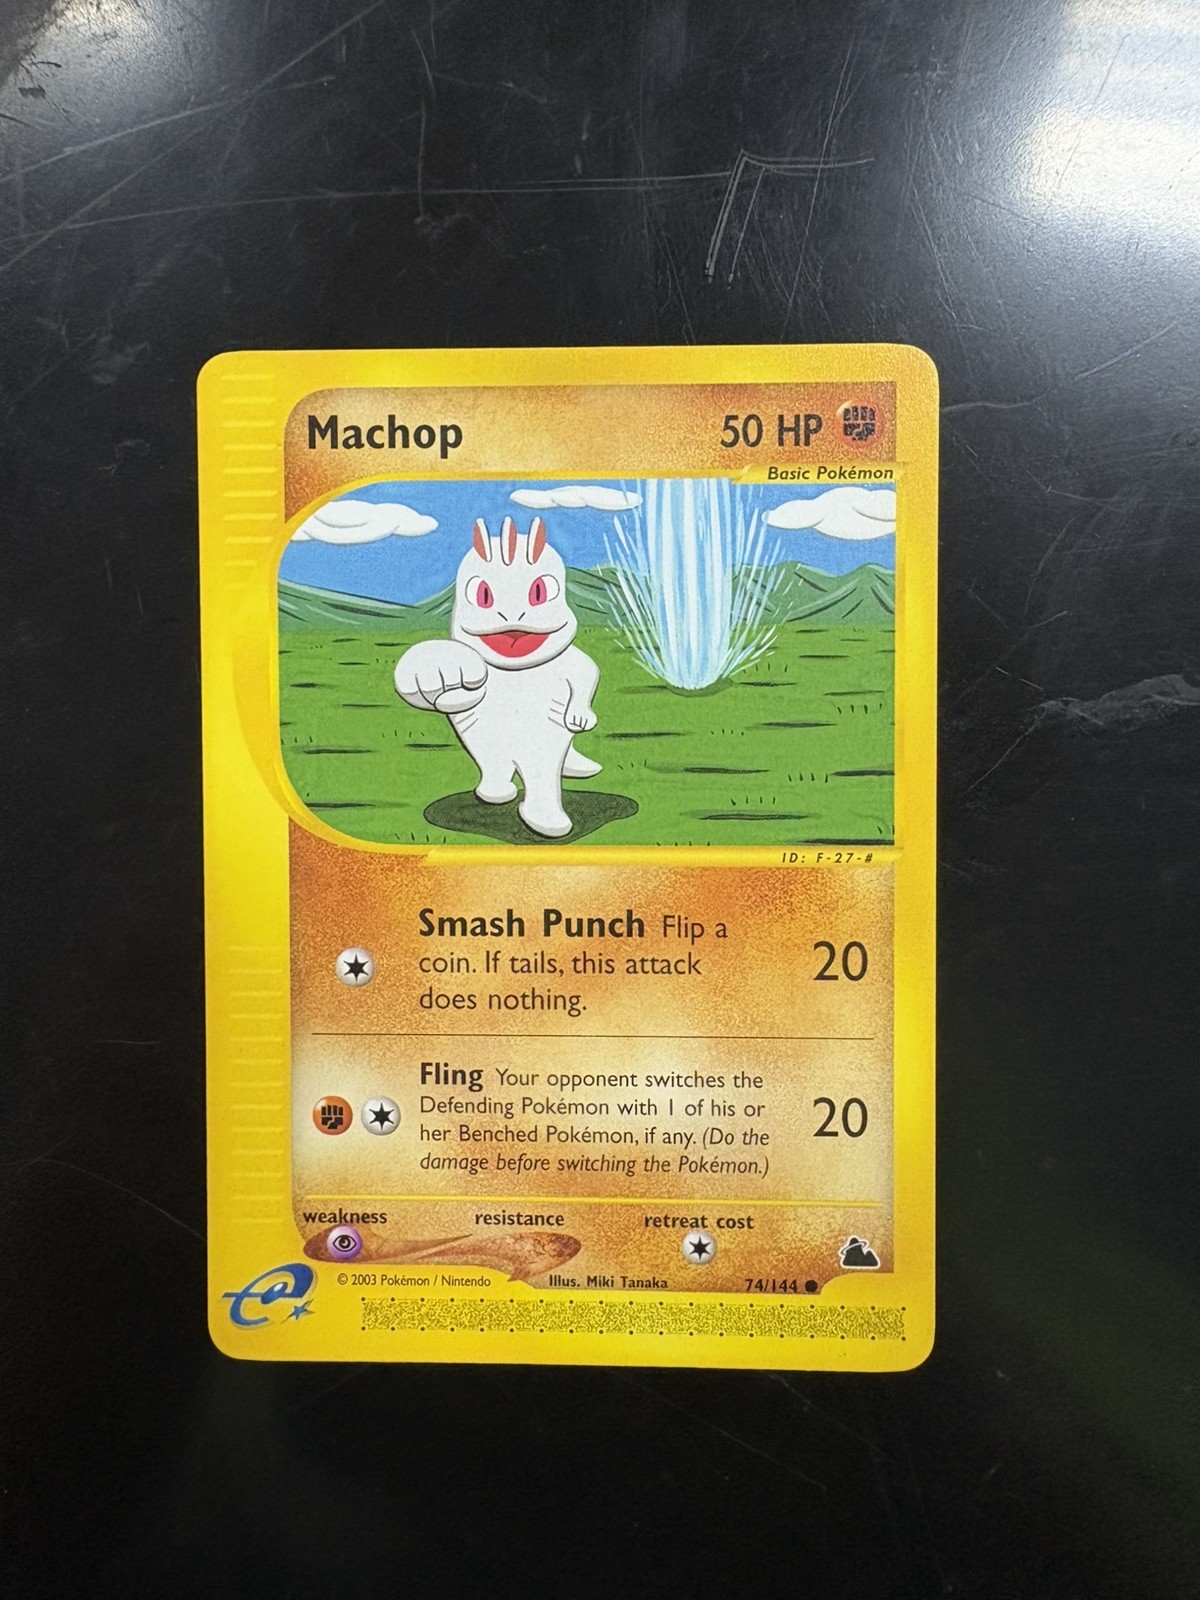 Machop
50 HP
Basic Pokémon
ID: F-27-#
Smash Punch Flip a
coin. If tails, this attack
does nothing.
20
Fling Your opponent switches the
Defending Pokémon with 1 of his or
her Benched Pokémon, if any. (Do the
damage before switching the Pokémon.)
20
weakness resistance retreat cost
© 2003 Pokémon / Nintendo Illus. Miki Tanaka 74/144
e